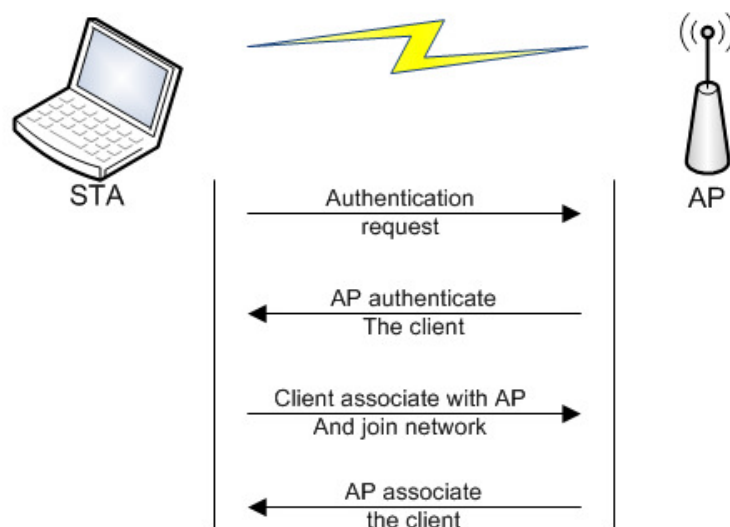 STA
AP
Authentication
request
AP authenticate
The client
Client associate with AP
And join network
AP associate
the client